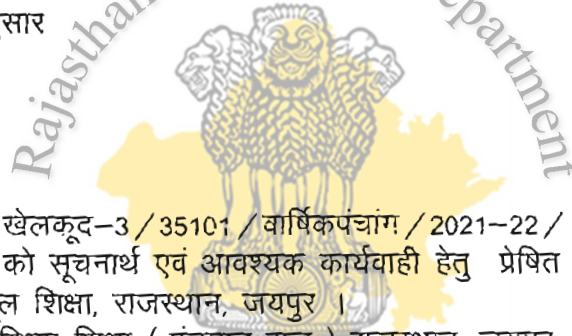 सार
Rajasthan
Department
खेलकूद–3 / 35101 / वार्षिकपंचांग / 2021–22 /
को सूचनार्थ एवं आवश्यक कार्यवाही हेतु प्रेषित
शिक्षा, राजस्थान, जयपुर ।